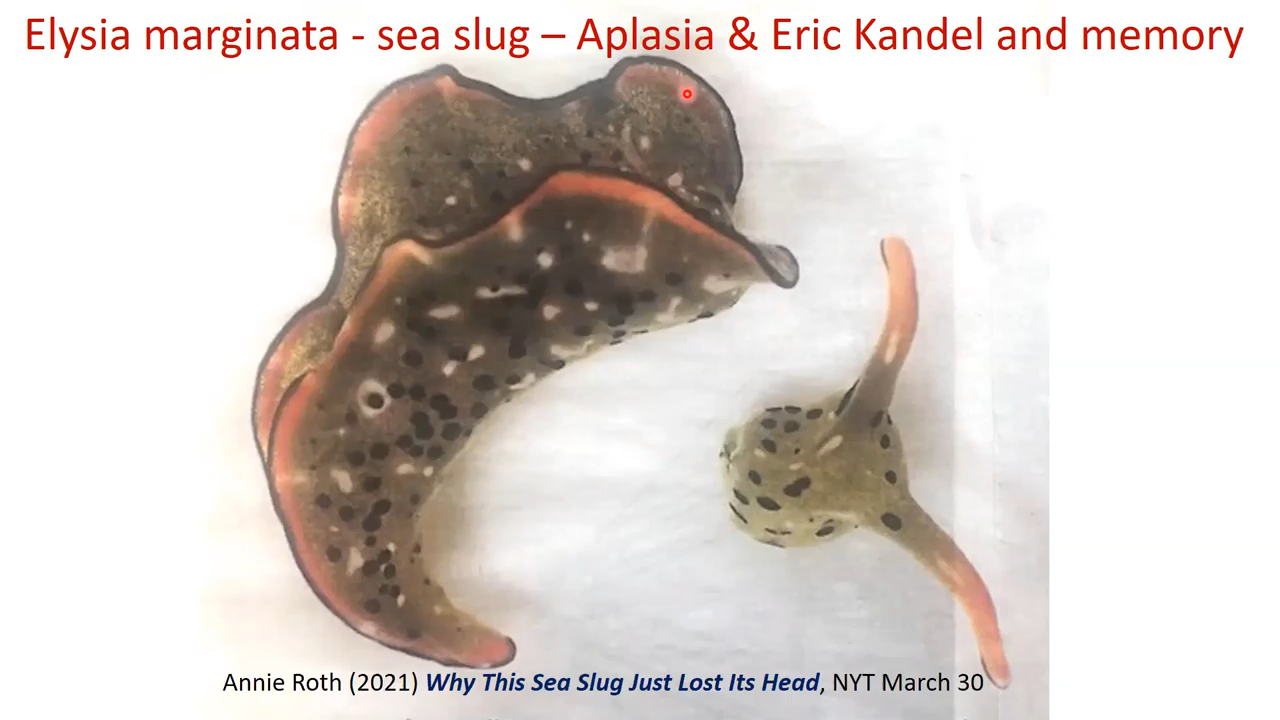 Elysia marginata - sea slug – Aplasia & Eric Kandel and memory
Annie Roth (2021) Why This Sea Slug Just Lost Its Head, NYT March 30